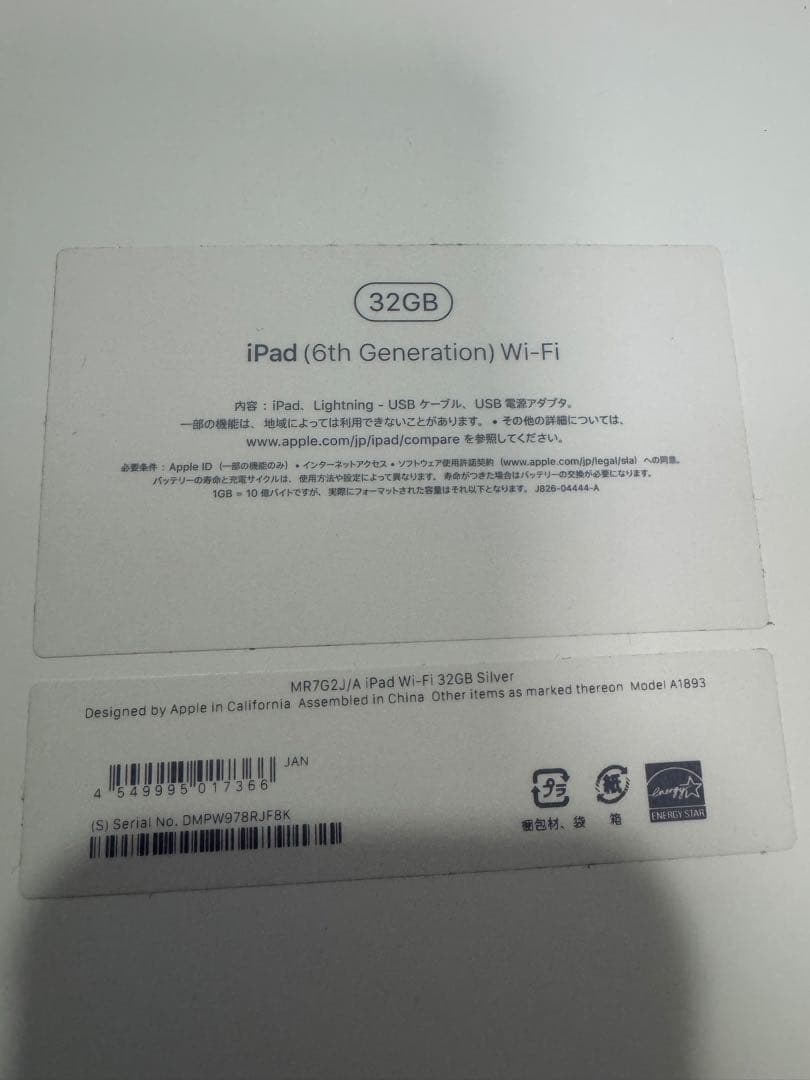 32GB
iPad (6th Generation) Wi-Fi
内容：iPad、Lightning - USB ケーブル、USB 電源アダプタ。
一部の機能は、地域によっては利用できないことがあります。• その他の詳細については、
www.apple.com/jp/ipad/compare を参照してください。
必要条件：Apple ID（一部の機能のみ）• インターネットアクセス • ソフトウェア使用許諾契約（www.apple.com/jp/legal/sla）への同意。
バッテリーの寿命と充電サイクルは、使用方法や設定によって異なります。寿命がつきた場合はバッテリーの交換が必要になります。
1GB = 10 億バイトですが、実際にフォーマットされた容量はそれ以下となります。J826-04444-A
MR7G2J/A iPad Wi-Fi 32GB Silver
Designed by Apple in California Assembled in China Other items as marked thereon Model A1893
JAN
4 549995 017366
(S) Serial No. DMPW978RJF8K
プラ
紙
energy
ENERGY STAR
梱包材、袋
箱